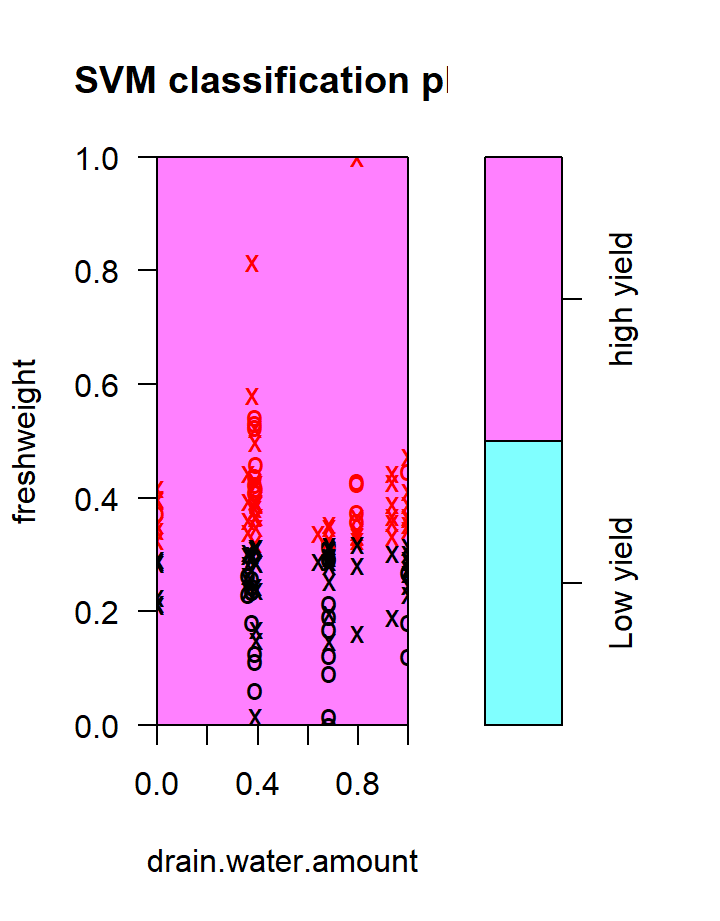 SVM classification pl
1.0
0.8
0.6
0.4
0.2
0.0
freshweight
0.0 0.4 0.8
drain.water.amount
high yield
Low yield